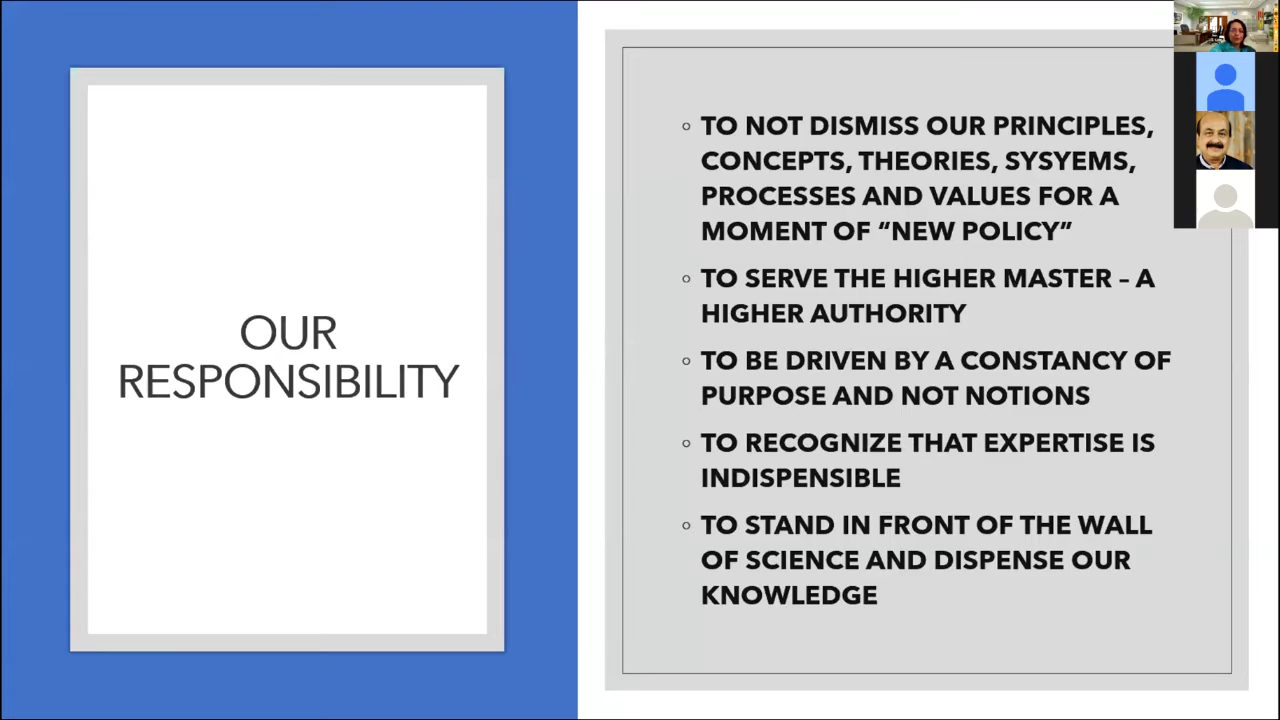 OUR
RESPONSIBILITY
TO NOT DISMISS OUR PRINCIPLES,
CONCEPTS, THEORIES, SYSYEMS,
PROCESSES AND VALUES FOR A
MOMENT OF “NEW POLICY”
TO SERVE THE HIGHER MASTER – A
HIGHER AUTHORITY
TO BE DRIVEN BY A CONSTANCY OF
PURPOSE AND NOT NOTIONS
TO RECOGNIZE THAT EXPERTISE IS
INDISPENSIBLE
TO STAND IN FRONT OF THE WALL
OF SCIENCE AND DISPENSE OUR
KNOWLEDGE